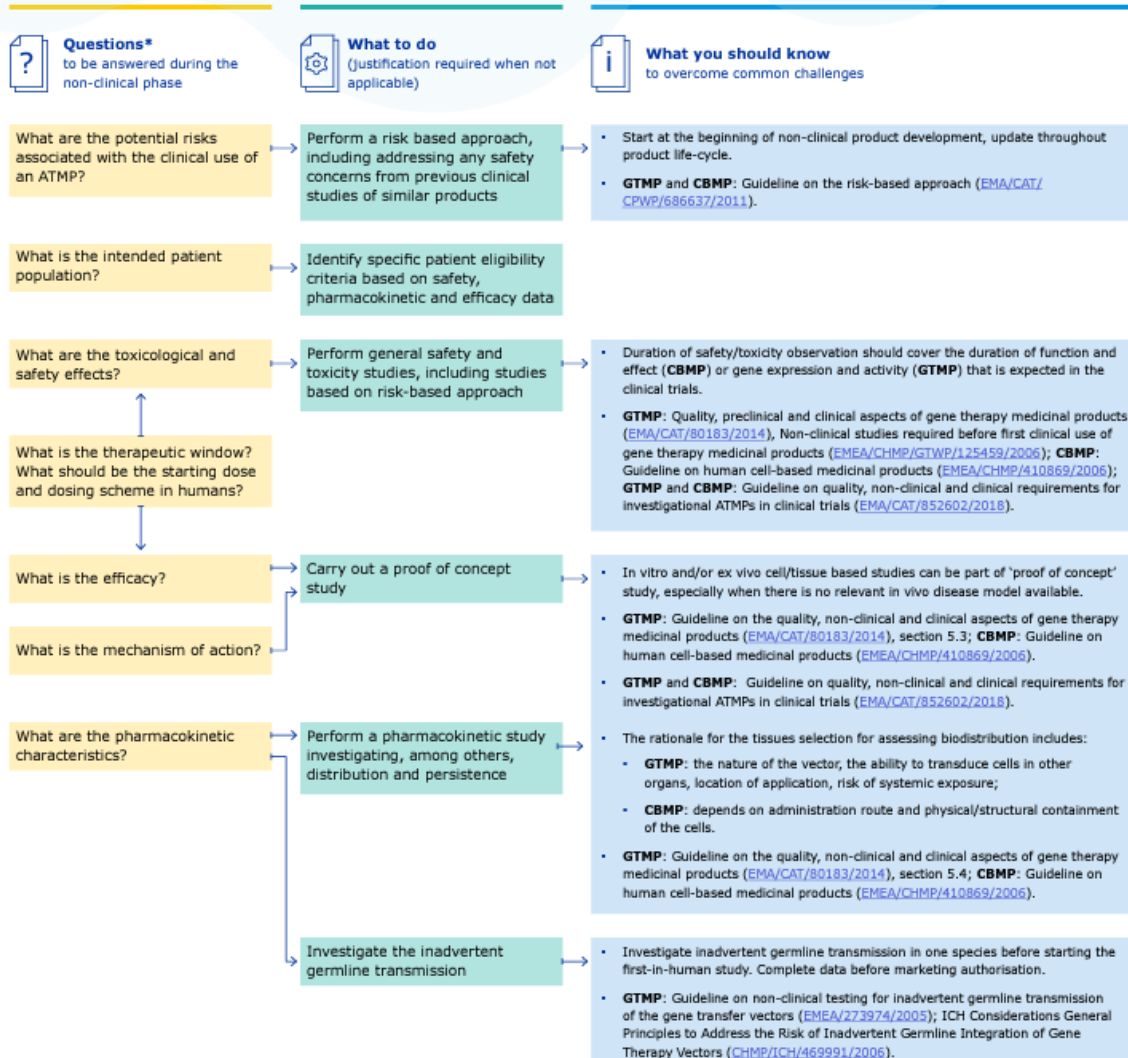 Questions*
to be answered during the
non-clinical phase
What to do
(justification required when not
applicable)
What you should know
to overcome common challenges
What are the potential risks
associated with the clinical use of
an ATMP?
Perform a risk based approach,
including addressing any safety
concerns from previous clinical
studies of similar products
▪ Start at the beginning of non-clinical product development, update throughout
product life-cycle.
▪ GTMP and CBMP: Guideline on the risk-based approach (EMA/CAT/
CPWP/686637/2011).
What is the intended patient
population?
Identify specific patient eligibility
criteria based on safety,
pharmacokinetic and efficacy data
What are the toxicological and
safety effects?
Perform general safety and
toxicity studies, including studies
based on risk-based approach
▪ Duration of safety/toxicity observation should cover the duration of function and
effect (CBMP) or gene expression and activity (GTMP) that is expected in the
clinical trials.
▪ GTMP: Quality, preclinical and clinical aspects of gene therapy medicinal products
(EMA/CAT/80183/2014), Non-clinical studies required before first clinical use of
gene therapy medicinal products (EMEA/CHMP/GTWP/125459/2006); CBMP:
Guideline on human cell-based medicinal products (EMEA/CHMP/410869/2006);
GTMP and CBMP: Guideline on quality, non-clinical and clinical requirements for
investigational ATMPs in clinical trials (EMA/CAT/852602/2018).
What is the therapeutic window?
What should be the starting dose
and dosing scheme in humans?
What is the efficacy?
Carry out a proof of concept
study
▪ In vitro and/or ex vivo cell/tissue based studies can be part of ‘proof of concept’
study, especially when there is no relevant in vivo disease model available.
▪ GTMP: Guideline on the quality, non-clinical and clinical aspects of gene therapy
medicinal products (EMA/CAT/80183/2014), section 5.3; CBMP: Guideline on
human cell-based medicinal products (EMEA/CHMP/410869/2006).
▪ GTMP and CBMP: Guideline on quality, non-clinical and clinical requirements for
investigational ATMPs in clinical trials (EMA/CAT/852602/2018).
What is the mechanism of action?
What are the pharmacokinetic
characteristics?
Perform a pharmacokinetic study
investigating, among others,
distribution and persistence
▪ The rationale for the tissues selection for assessing biodistribution includes:
▪ GTMP: the nature of the vector, the ability to transduce cells in other
organs, location of application, risk of systemic exposure;
▪ CBMP: depends on administration route and physical/structural containment
of the cells.
▪ GTMP: Guideline on the quality, non-clinical and clinical aspects of gene therapy
medicinal products (EMA/CAT/80183/2014), section 5.4; CBMP: Guideline on
human cell-based medicinal products (EMEA/CHMP/410869/2006).
Investigate the inadvertent
germline transmission
▪ Investigate inadvertent germline transmission in one species before starting the
first-in-human study. Complete data before marketing authorisation.
▪ GTMP: Guideline on non-clinical testing for inadvertent germline transmission
of the gene transfer vectors (EMEA/273974/2005); ICH Considerations General
Principles to Address the Risk of Inadvertent Germline Integration of Gene
Therapy Vectors (CHMP/ICH/469991/2006).